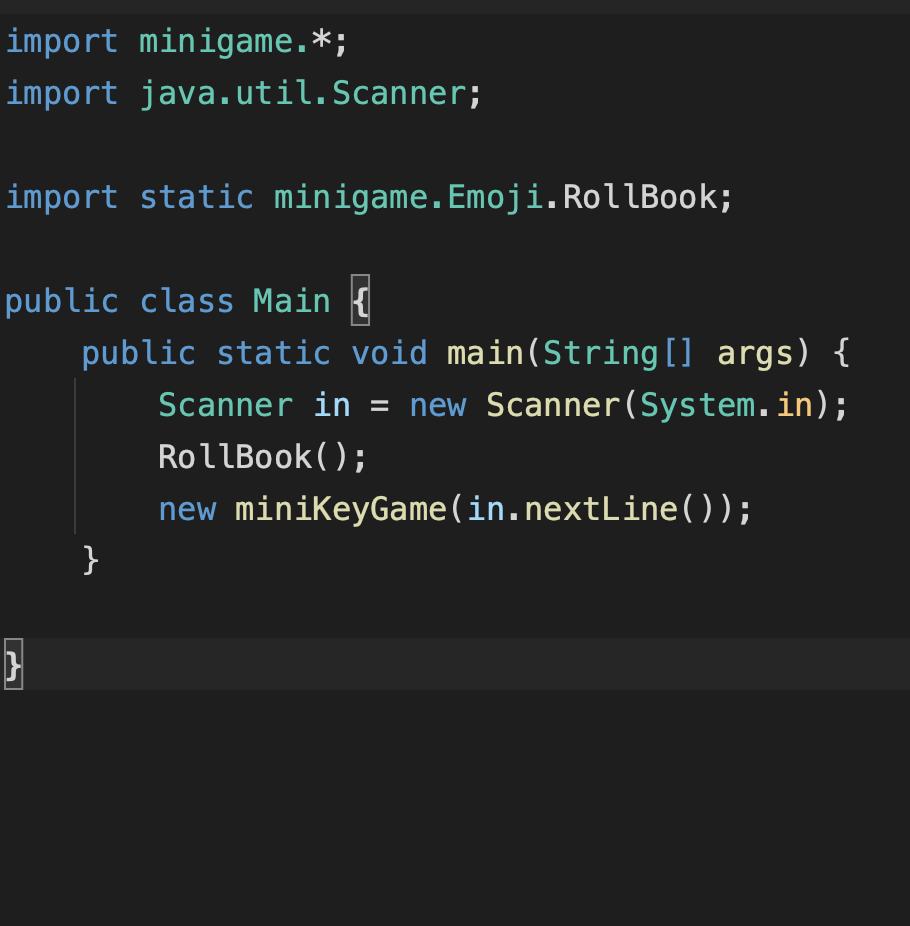 import minigame.*;
import java.util.Scanner;

import static minigame.Emoji.RollBook;

public class Main {
    public static void main(String[] args) {
        Scanner in = new Scanner(System.in);
        RollBook();
        new miniKeyGame(in.nextLine());
    }

}